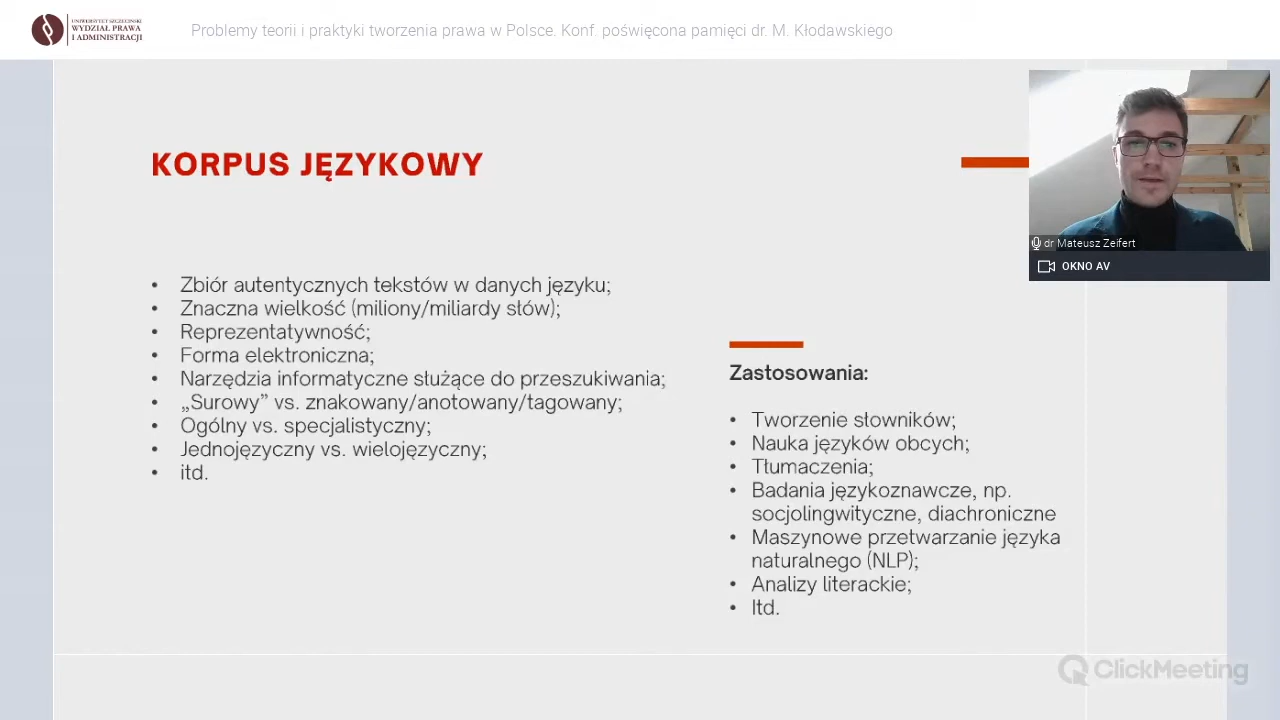 UNIWERSYTET SZCZECIŃSKI
WYDZIAŁ PRAWA
I ADMINISTRACJI
Problemy teorii i praktyki tworzenia prawa w Polsce. Konf. poświęcona pamięci dr. M. Kłodawskiego
KORPUS JĘZYKOWY
dr Mateusz Zeifert
OKNO AV
• Zbiór autentycznych tekstów w danych języku;
• Znaczna wielkość (miliony/miliardy słów);
• Reprezentatywność;
• Forma elektroniczna;
• Narzędzia informatyczne służące do przeszukiwania;
• „Surowy” vs. znakowany/anotowany/tagowany;
• Ogólny vs. specjalistyczny;
• Jednojęzyczny vs. wielojęzyczny;
• itd.
Zastosowania:
• Tworzenie słowników;
• Nauka języków obcych;
• Tłumaczenia;
• Badania językoznawcze, np.
socjolingwityczne, diachroniczne
• Maszynowe przetwarzanie języka
naturalnego (NLP);
• Analizy literackie;
• Itd.
ClickMeeting